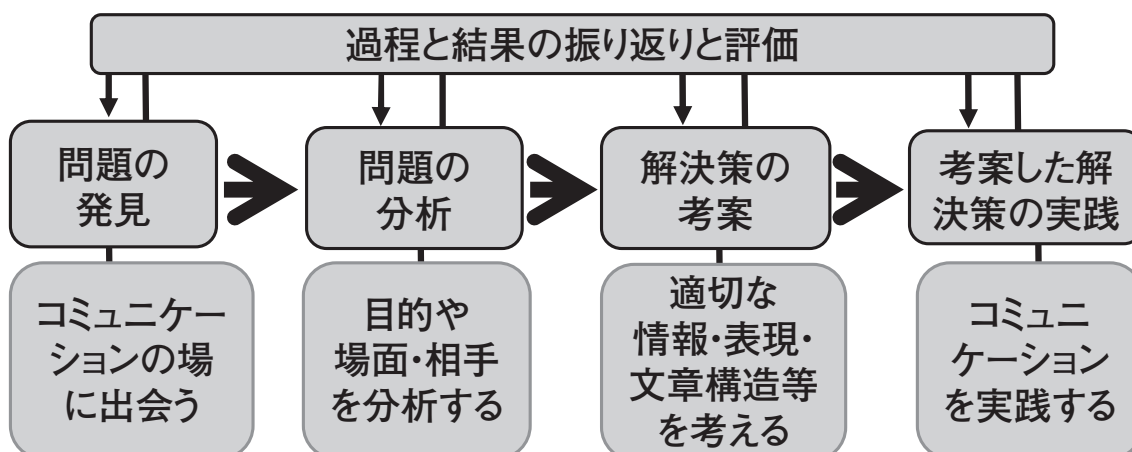 過程と結果の振り返りと評価
問題の
発見
問題の
分析
解決策の
考案
考案した解
決策の実践
コミュニケー
ションの場
に出会う
目的や
場面・相手
を分析する
適切な
情報・表現・
文章構造等
を考える
コミュニ
ケーション
を実践する